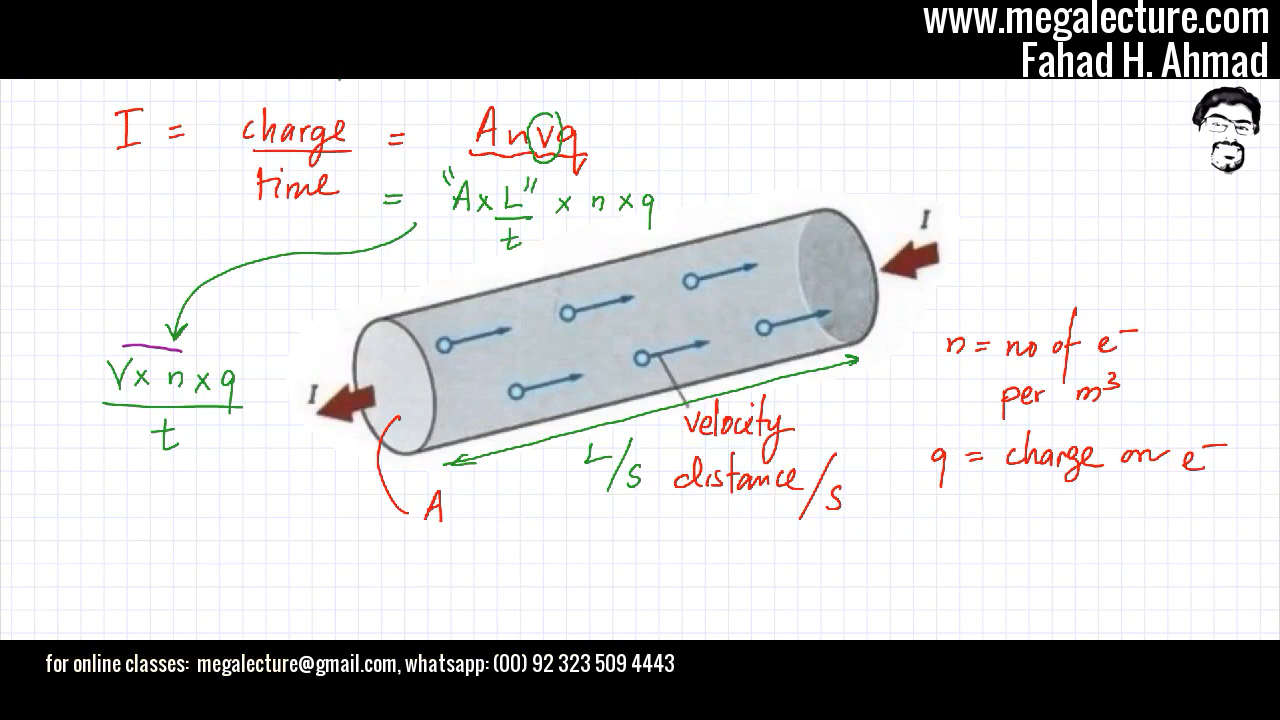 www.megalecture.com
Fahad H. Ahmad
I = charge/time = Anvq
= "A x L"/t x n x q
V x n x q
t
I
I
n = no of e⁻
per m³
q = charge on e⁻
velocity
distance/s
L/s
A
for online classes: megalecture@gmail.com, whatsapp: (00) 92 323 509 4443